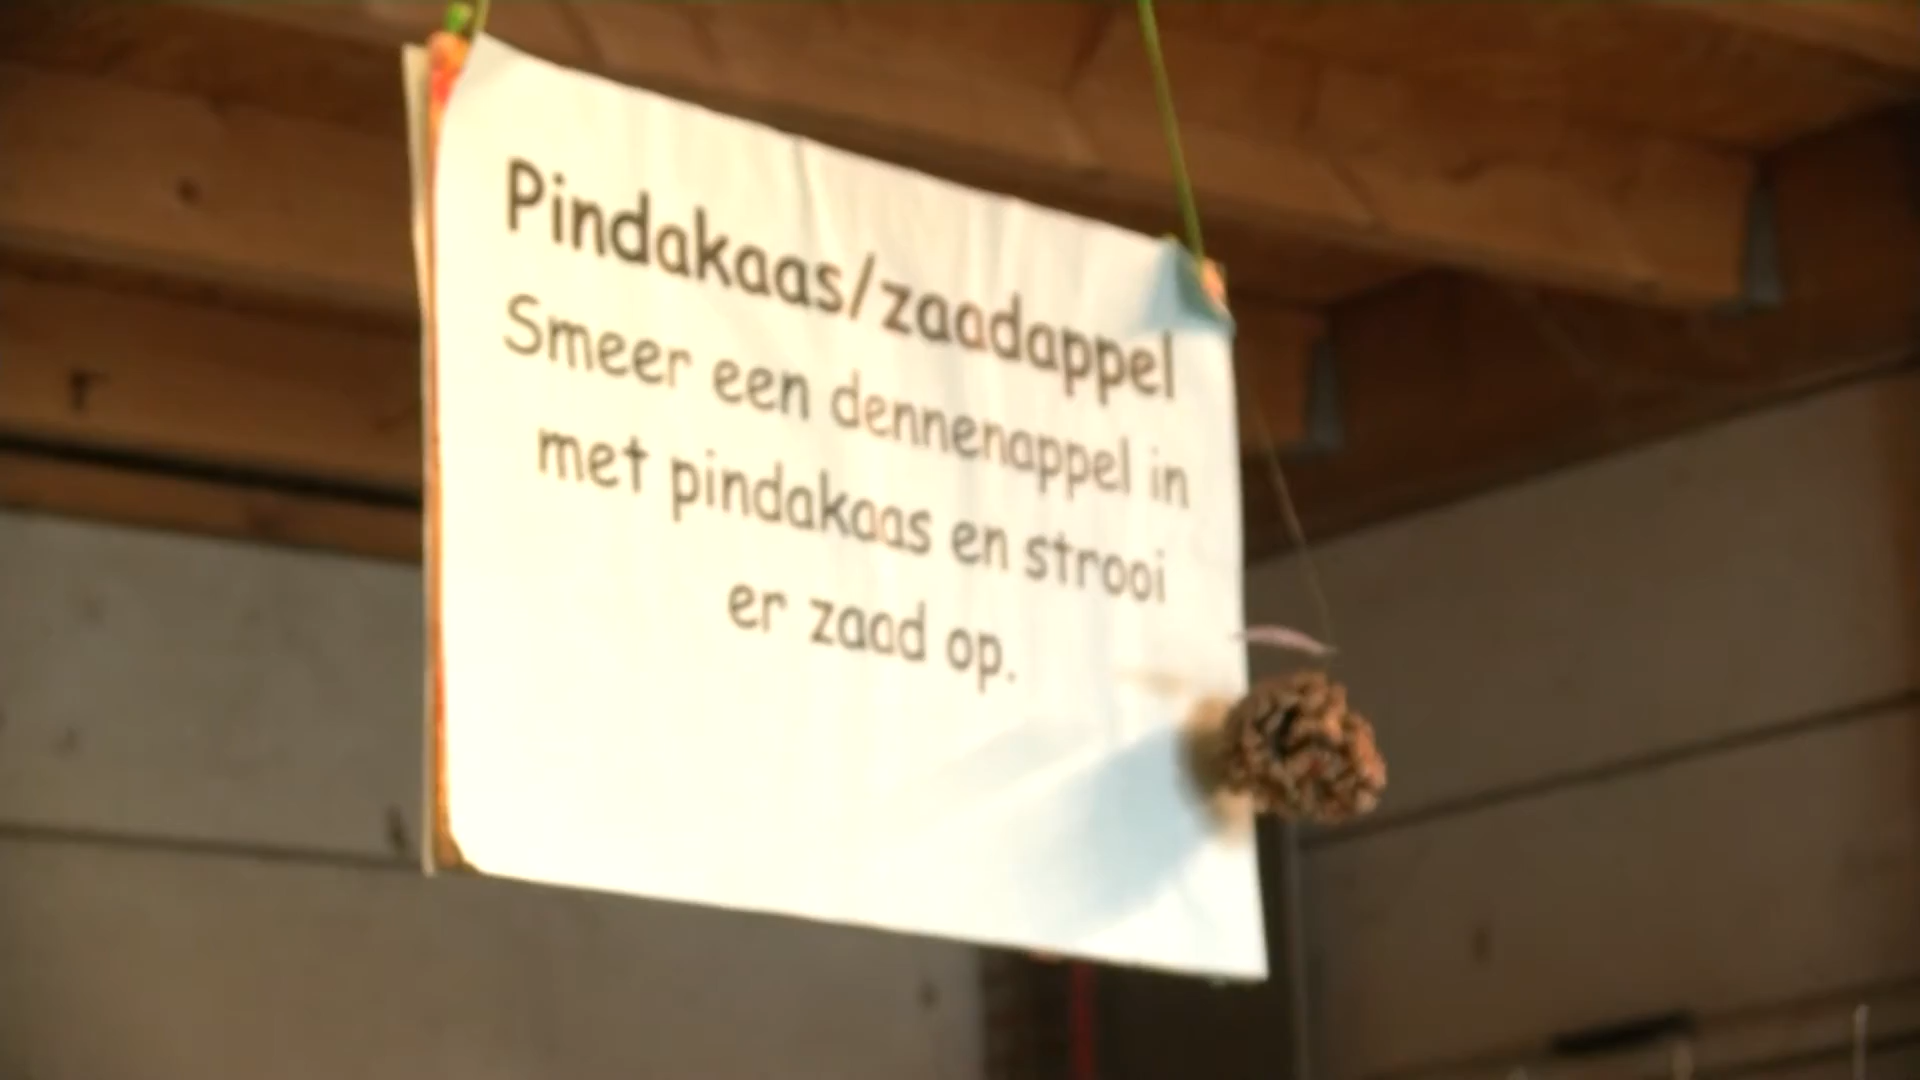 Pindakaas/zaadappel
Smeer een dennenappel in
met pindakaas en strooi
er zaad op.